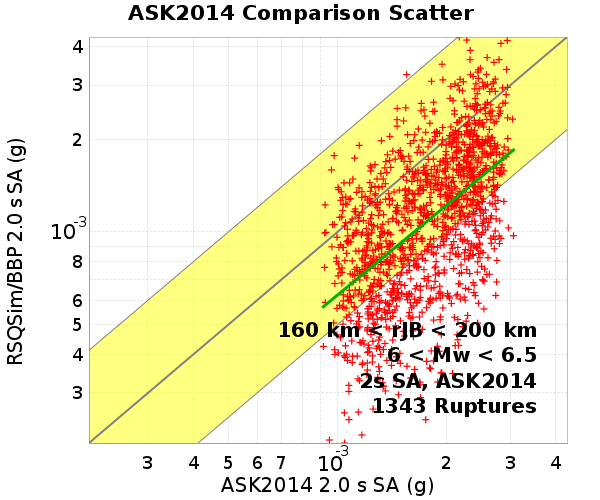 ASK2014 Comparison Scatter
RSQSim/BBP 2.0 s SA (g)
4
3
2
10-3
8
6
5
4
3
160 km < rJB < 200 km
6 < Mw < 6.5
2s SA, ASK2014
1343 Ruptures
3 4 5 6 7 10-3 2 3 4
ASK2014 2.0 s SA (g)